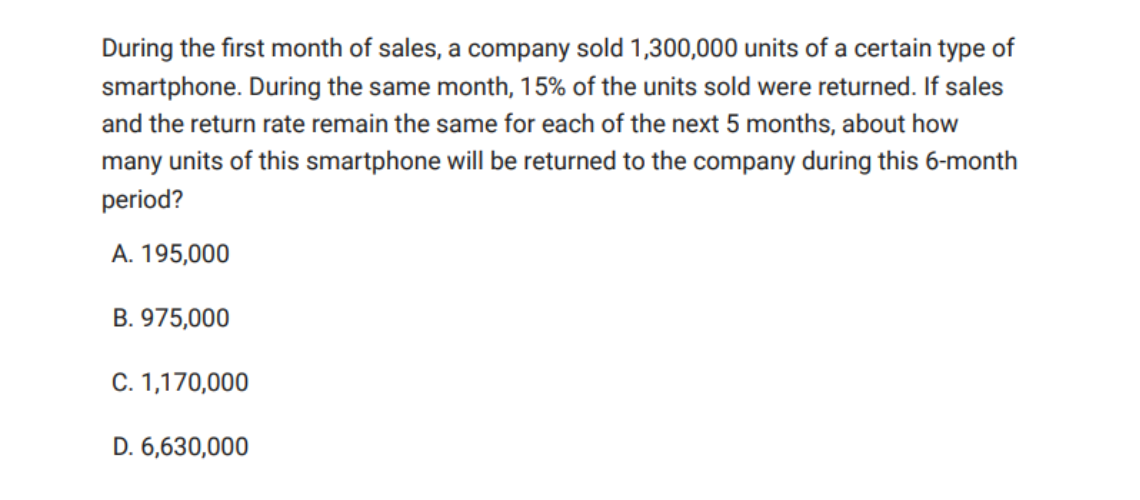 During the first month of sales, a company sold 1,300,000 units of a certain type of
smartphone. During the same month, 15% of the units sold were returned. If sales
and the return rate remain the same for each of the next 5 months, about how
many units of this smartphone will be returned to the company during this 6-month
period?
A. 195,000
B. 975,000
C. 1,170,000
D. 6,630,000